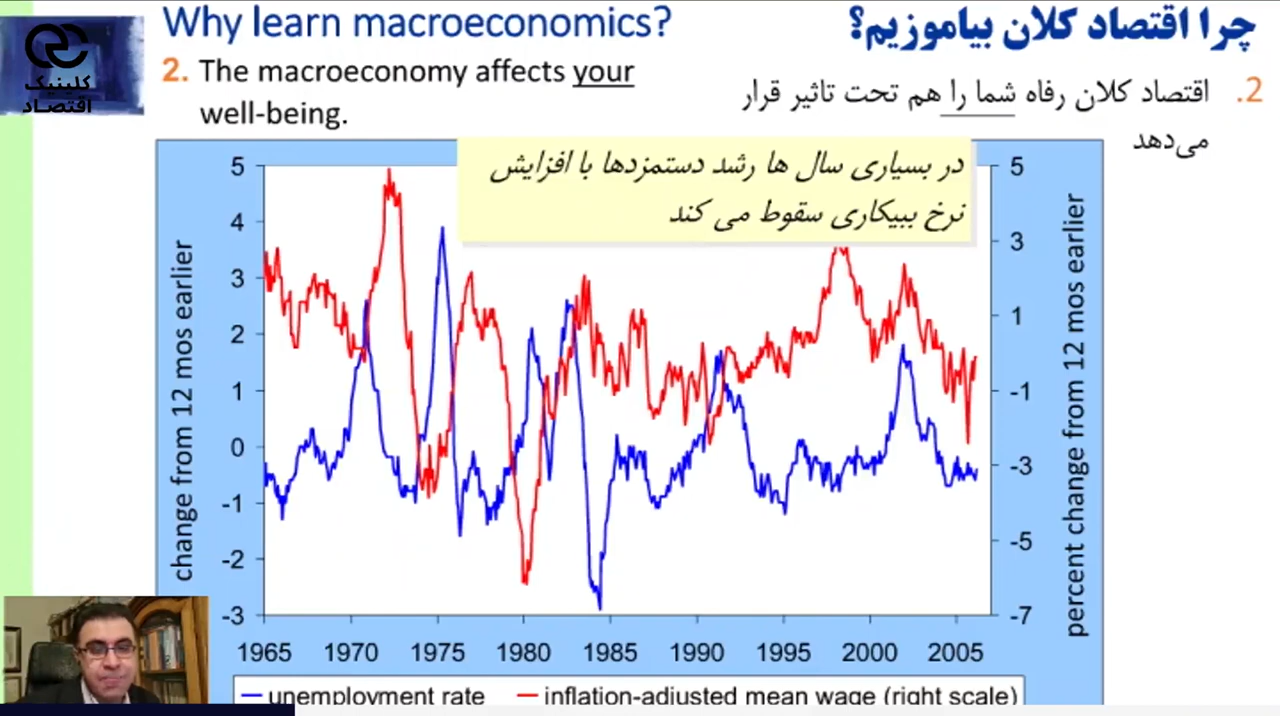 Why learn macroeconomics?
چرا اقتصاد کلان بیاموزیم؟
کلینیک
اقتصاد
2. The macroeconomy affects your
well-being.
2. اقتصاد کلان رفاه شما را هم تحت تاثیر قرار
می‌دهد
در بسیاری سال ها رشد دستمزدها با افزایش
نرخ بیکاری سقوط می کند
change from 12 mos earlier
5
4
3
2
1
0
-1
-2
-3
5
3
1
-1
-3
-5
-7
percent change from 12 mos earlier
1965 1970 1975 1980 1985 1990 1995 2000 2005
unemployment rate inflation-adjusted mean wage (right scale)